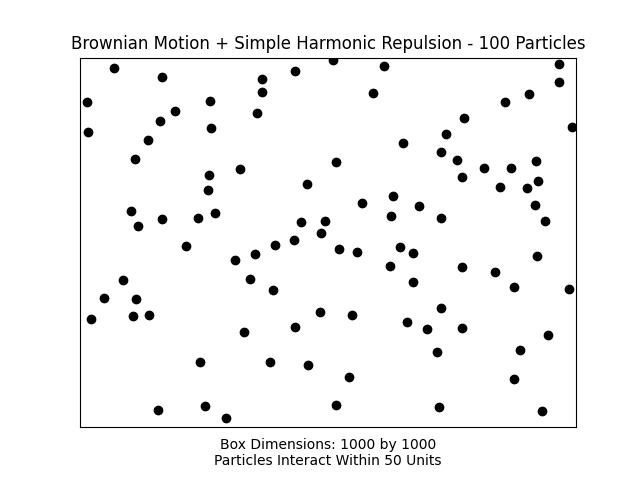 Brownian Motion + Simple Harmonic Repulsion - 100 Particles
Box Dimensions: 1000 by 1000
Particles Interact Within 50 Units